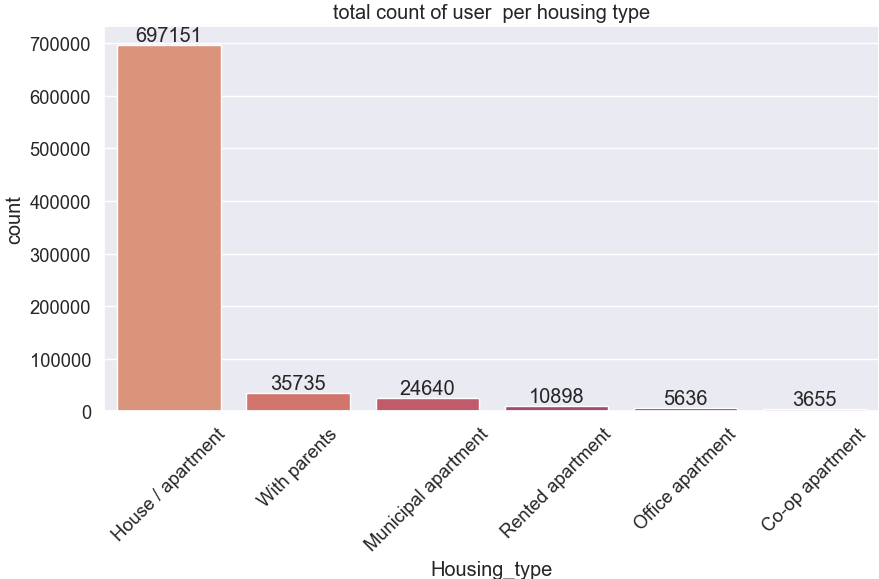 total count of user  per housing type
count
700000
600000
500000
400000
300000
200000
100000
0
697151
35735
24640
10898
5636
3655
House / apartment
With parents
Municipal apartment
Rented apartment
Office apartment
Co-op apartment
Housing_type